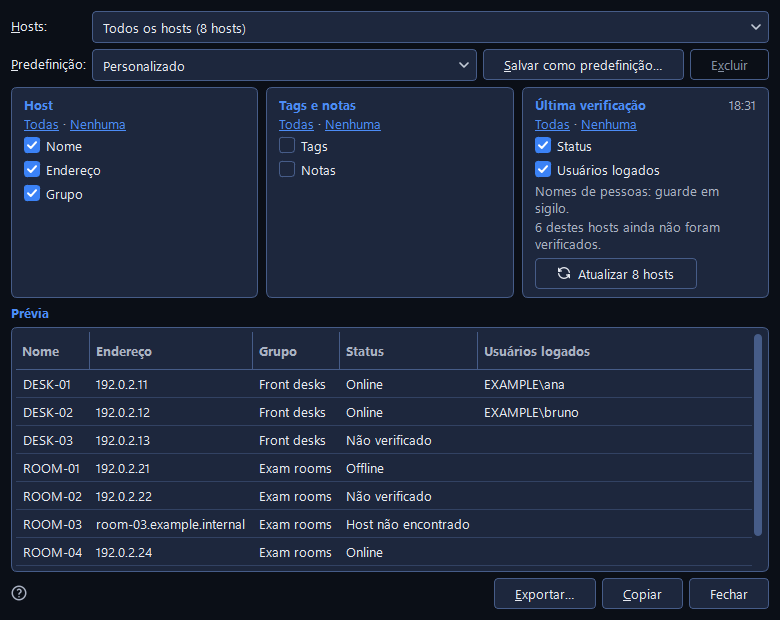 Hosts: Todos os hosts (8 hosts)
Predefinição: Personalizado Salvar como predefinição... Excluir
Host
Todas · Nenhuma
Nome
Endereço
Grupo
Tags e notas
Todas · Nenhuma
Tags
Notas
Última verificação 18:31
Todas · Nenhuma
Status
Usuários logados
Nomes de pessoas: guarde em
sigilo.
6 destes hosts ainda não foram
verificados.
Atualizar 8 hosts
Prévia
Nome Endereço Grupo Status Usuários logados
DESK-01 192.0.2.11 Front desks Online EXAMPLE\ana
DESK-02 192.0.2.12 Front desks Online EXAMPLE\bruno
DESK-03 192.0.2.13 Front desks Não verificado
ROOM-01 192.0.2.21 Exam rooms Offline
ROOM-02 192.0.2.22 Exam rooms Não verificado
ROOM-03 room-03.example.internal Exam rooms Host não encontrado
ROOM-04 192.0.2.24 Exam rooms Online
? Exportar... Copiar Fechar